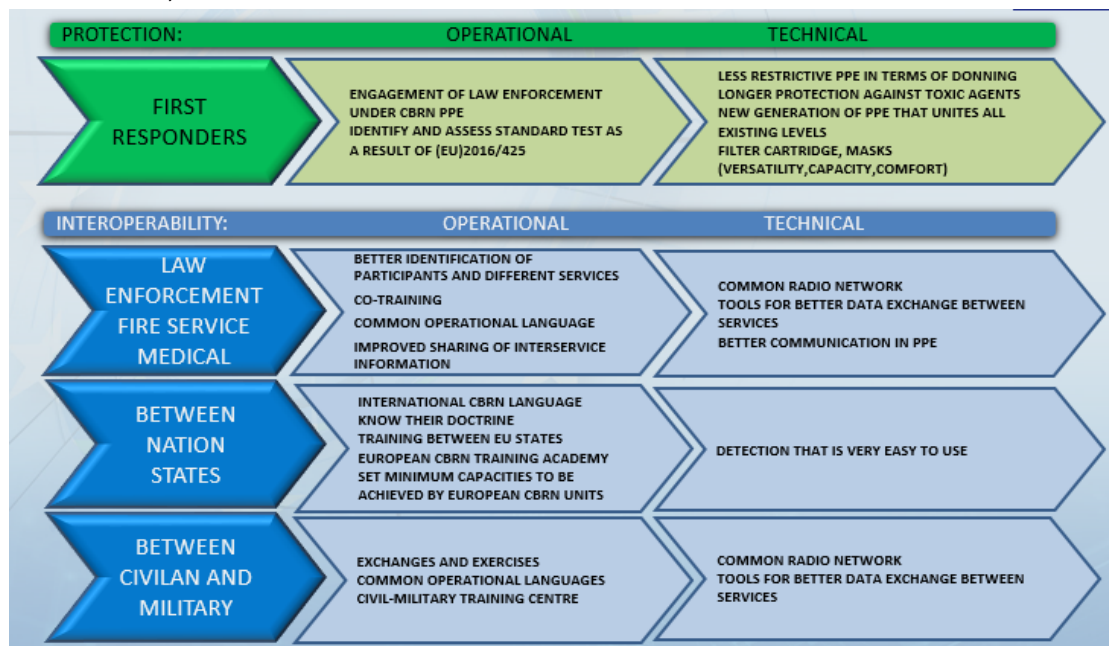 PROTECTION: OPERATIONAL TECHNICAL
FIRST
RESPONDERS
ENGAGEMENT OF LAW ENFORCEMENT
UNDER CBRN PPE
IDENTIFY AND ASSESS STANDARD TEST AS
A RESULT OF (EU)2016/425
LESS RESTRICTIVE PPE IN TERMS OF DONNING
LONGER PROTECTION AGAINST TOXIC AGENTS
NEW GENERATION OF PPE THAT UNITES ALL
EXISTING LEVELS
FILTER CARTRIDGE, MASKS
(VERSATILITY,CAPACITY,COMFORT)
INTEROPERABILITY: OPERATIONAL TECHNICAL
LAW
ENFORCEMENT
FIRE SERVICE
MEDICAL
BETTER IDENTIFICATION OF
PARTICIPANTS AND DIFFERENT SERVICES
CO-TRAINING
COMMON OPERATIONAL LANGUAGE
IMPROVED SHARING OF INTERSERVICE
INFORMATION
COMMON RADIO NETWORK
TOOLS FOR BETTER DATA EXCHANGE BETWEEN
SERVICES
BETTER COMMUNICATION IN PPE
BETWEEN
NATION
STATES
INTERNATIONAL CBRN LANGUAGE
KNOW THEIR DOCTRINE
TRAINING BETWEEN EU STATES
EUROPEAN CBRN TRAINING ACADEMY
SET MINIMUM CAPACITIES TO BE
ACHIEVED BY EUROPEAN CBRN UNITS
DETECTION THAT IS VERY EASY TO USE
BETWEEN
CIVILAN AND
MILITARY
EXCHANGES AND EXERCISES
COMMON OPERATIONAL LANGUAGES
CIVIL-MILITARY TRAINING CENTRE
COMMON RADIO NETWORK
TOOLS FOR BETTER DATA EXCHANGE BETWEEN
SERVICES